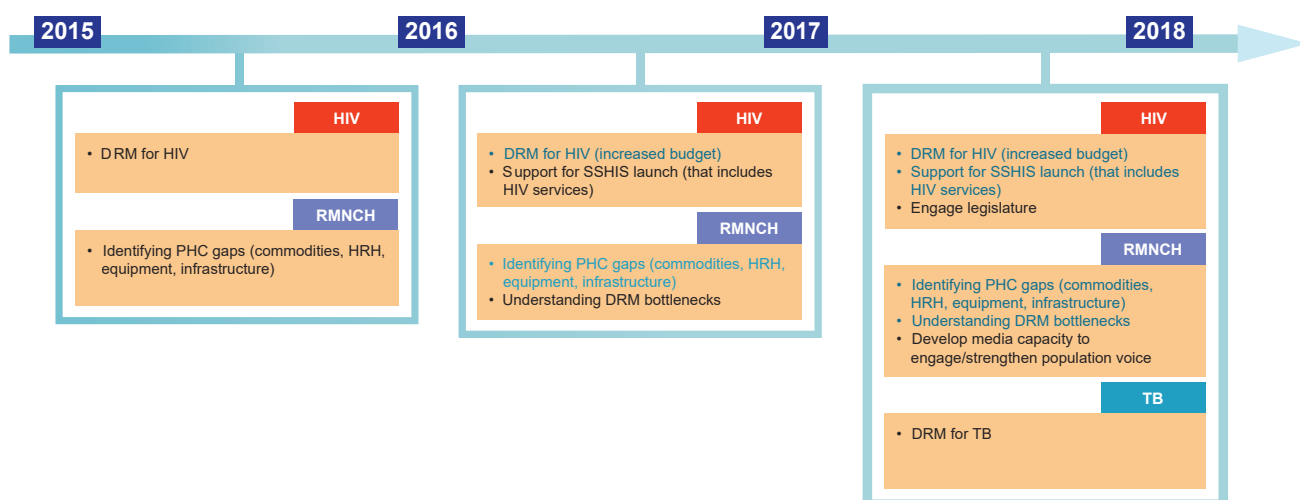 2015
2016
2017
2018
HIV
• DRM for HIV
RMNCH
• Identifying PHC gaps (commodities, HRH,
equipment, infrastructure)
HIV
• DRM for HIV (increased budget)
• Support for SSHIS launch (that includes
HIV services)
RMNCH
• Identifying PHC gaps (commodities, HRH,
equipment, infrastructure)
• Understanding DRM bottlenecks
HIV
• DRM for HIV (increased budget)
• Support for SSHIS launch (that includes
HIV services)
• Engage legislature
RMNCH
• Identifying PHC gaps (commodities,
HRH, equipment, infrastructure)
• Understanding DRM bottlenecks
• Develop media capacity to
engage/strengthen population voice
TB
• DRM for TB